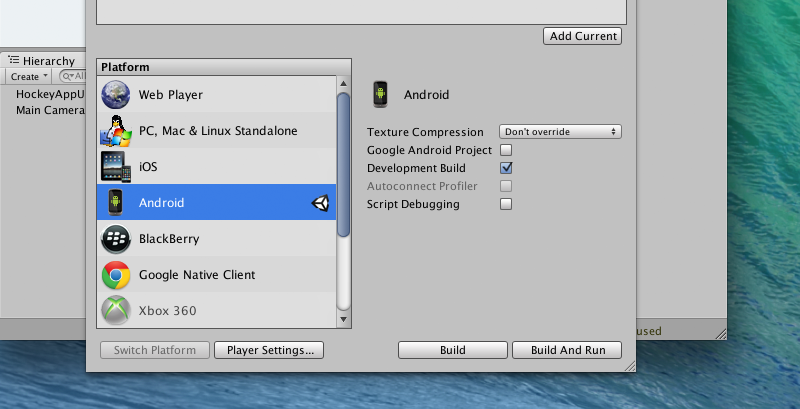 Add Current
Hierarchy
Create
All
HockeyAppU
Main Camera
Platform
Web Player
PC, Mac & Linux Standalone
iOS
Android
BlackBerry
Google Native Client
Xbox 360
Android
Texture Compression Don't override
Google Android Project
Development Build
Autoconnect Profiler
Script Debugging
Switch Platform Player Settings... Build Build And Run
used